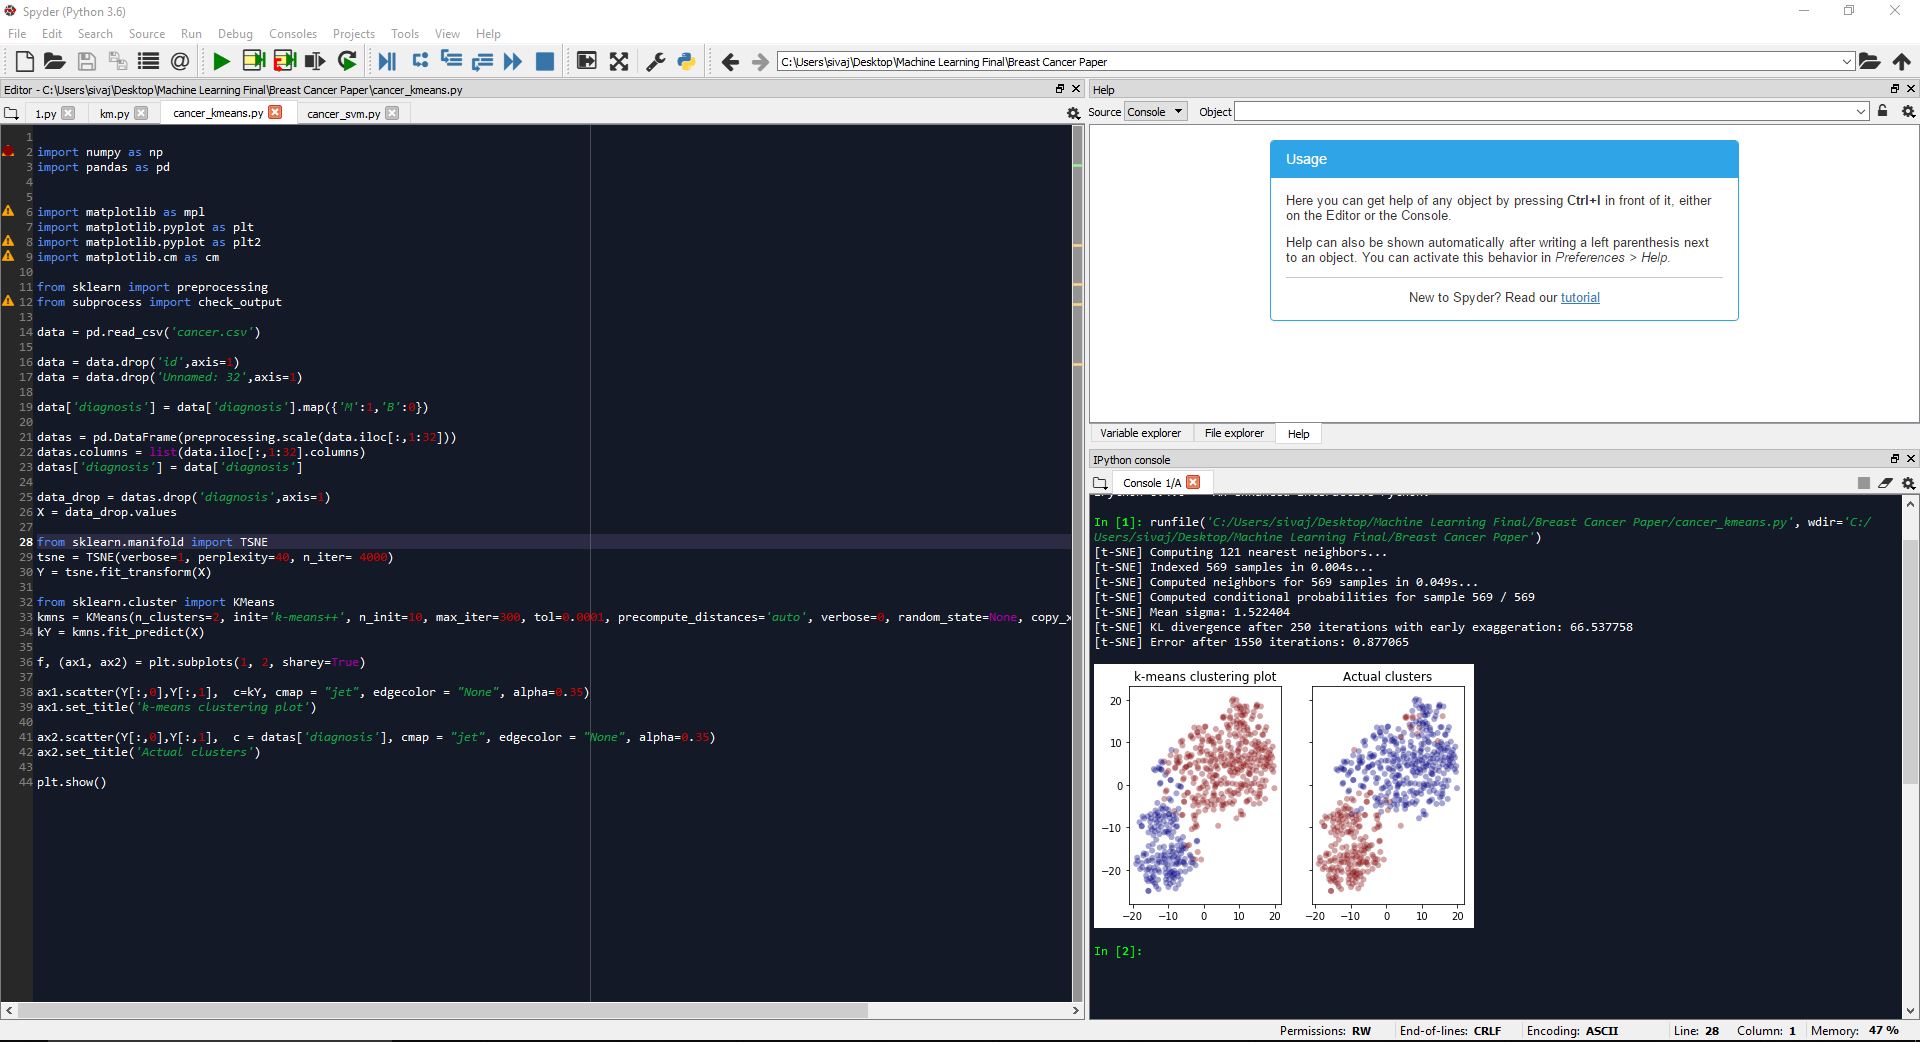 Spyder (Python 3.6)
File Edit Search Source Run Debug Consoles Projects Tools View Help
C:\Users\sivaj\Desktop\Machine Learning Final\Breast Cancer Paper
Editor - C:\Users\sivaj\Desktop\Machine Learning Final\Breast Cancer Paper\cancer_kmeans.py
1.py km.py cancer_kmeans.py cancer_svm.py
1
2 import numpy as np
3 import pandas as pd
4
5
6 import matplotlib as mpl
7 import matplotlib.pyplot as plt
8 import matplotlib.pyplot as plt2
9 import matplotlib.cm as cm
10
11 from sklearn import preprocessing
12 from subprocess import check_output
13
14 data = pd.read_csv('cancer.csv')
15
16 data = data.drop('id',axis=1)
17 data = data.drop('Unnamed: 32',axis=1)
18
19 data['diagnosis'] = data['diagnosis'].map({'M':1,'B':0})
20
21 datas = pd.DataFrame(preprocessing.scale(data.iloc[:,1:32]))
22 datas.columns = list(data.iloc[:,1:32].columns)
23 datas['diagnosis'] = data['diagnosis']
24
25 data_drop = datas.drop('diagnosis',axis=1)
26 X = data_drop.values
27
28 from sklearn.manifold import TSNE
29 tsne = TSNE(verbose=1, perplexity=40, n_iter= 4000)
30 Y = tsne.fit_transform(X)
31
32 from sklearn.cluster import KMeans
33 kmns = KMeans(n_clusters=2, init='k-means++', n_init=10, max_iter=300, tol=0.0001, precompute_distances='auto', verbose=0, random_state=None, copy_x
34 kY = kmns.fit_predict(X)
35
36 f, (ax1, ax2) = plt.subplots(1, 2, sharey=True)
37
38 ax1.scatter(Y[:,0],Y[:,1],  c=kY, cmap = "jet", edgecolor = "None", alpha=0.35)
39 ax1.set_title('k-means clustering plot')
40
41 ax2.scatter(Y[:,0],Y[:,1],  c = datas['diagnosis'], cmap = "jet", edgecolor = "None", alpha=0.35)
42 ax2.set_title('Actual clusters')
43
44 plt.show()
Help
Source Console Object
Usage
Here you can get help of any object by pressing Ctrl+I in front of it, either
on the Editor or the Console.
Help can also be shown automatically after writing a left parenthesis next
to an object. You can activate this behavior in Preferences > Help.
New to Spyder? Read our tutorial
Variable explorer File explorer Help
IPython console
Console 1/A
In [1]: runfile('C:/Users/sivaj/Desktop/Machine Learning Final/Breast Cancer Paper/cancer_kmeans.py', wdir='C:/
Users/sivaj/Desktop/Machine Learning Final/Breast Cancer Paper')
[t-SNE] Computing 121 nearest neighbors...
[t-SNE] Indexed 569 samples in 0.004s...
[t-SNE] Computed neighbors for 569 samples in 0.049s...
[t-SNE] Computed conditional probabilities for sample 569 / 569
[t-SNE] Mean sigma: 1.522404
[t-SNE] KL divergence after 250 iterations with early exaggeration: 66.537758
[t-SNE] Error after 1550 iterations: 0.877065
k-means clustering plot Actual clusters
20
10
0
−10
−20
−20 −10 0 10 20 −20 −10 0 10 20
In [2]:
Permissions: RW End-of-lines: CRLF Encoding: ASCII Line: 28 Column: 1 Memory: 47 %